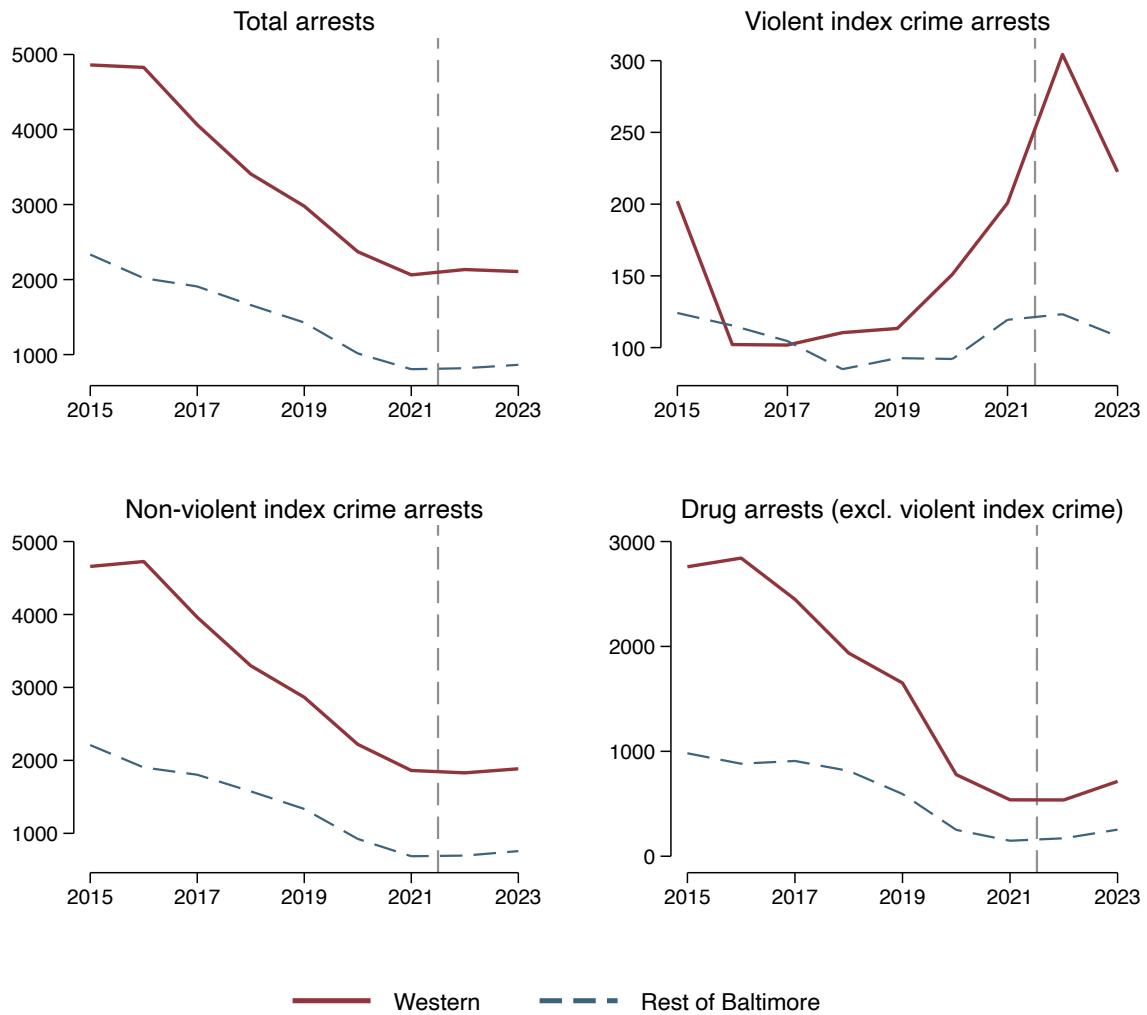 Total arrests
5000
4000
3000
2000
1000
2015 2017 2019 2021 2023
Violent index crime arrests
300
250
200
150
100
2015 2017 2019 2021 2023
Non-violent index crime arrests
5000
4000
3000
2000
1000
2015 2017 2019 2021 2023
Drug arrests (excl. violent index crime)
3000
2000
1000
0
2015 2017 2019 2021 2023
Western Rest of Baltimore